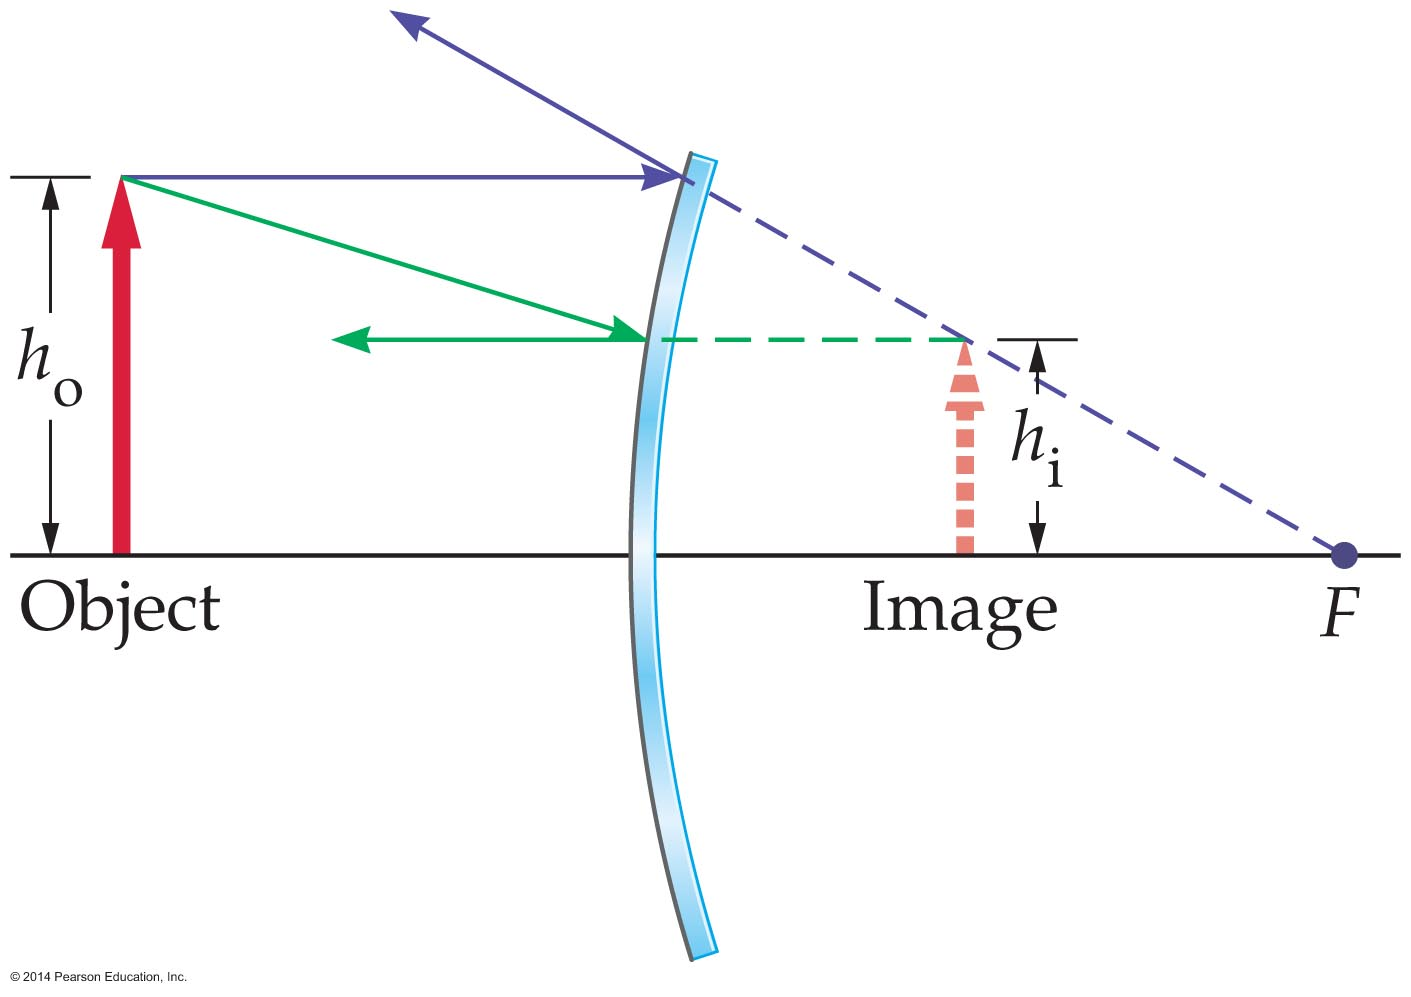 hₒ
hᵢ
Object
Image
F
© 2014 Pearson Education, Inc.